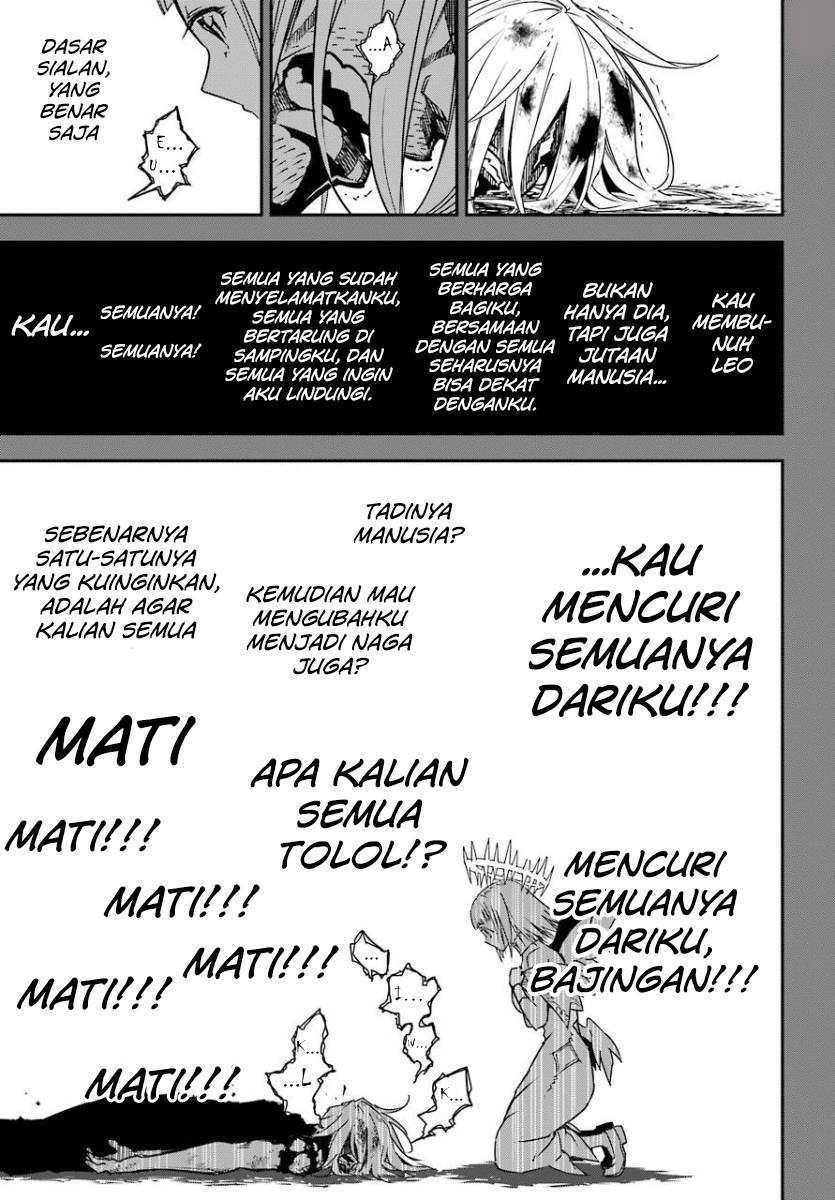 ...A
E...
U...
DASAR
SIALAN,
YANG
BENAR
SAJA
KAU
MEMBU-
NUH
LEO
BUKAN
HANYA DIA,
TAPI JUGA
JUTAAN
MANUSIA...
SEMUA YANG
BERHARGA
BAGIKU,
BERSAMAAN
DENGAN SEMUA
SEHARUSNYA
BISA DEKAT
DENGANKU.
SEMUA YANG SUDAH
MENYELAMATKANKU,
SEMUA YANG
BERTARUNG DI
SAMPINGKU, DAN
SEMUA YANG INGIN
AKU LINDUNGI.
SEMUANYA!
SEMUANYA!
KAU...
...KAU
MENCURI
SEMUANYA
DARIKU!!!
MENCURI
SEMUANYA
DARIKU,
BAJINGAN!!!
TADINYA
MANUSIA?
KEMUDIAN MAU
MENGUBAHKU
MENJADI NAGA
JUGA?
APA KALIAN
SEMUA
TOLOL!?
SEBENARNYA
SATU-SATUNYA
YANG KUINGINKAN,
ADALAH AGAR
KALIAN SEMUA
MATI
MATI!!!
MATI!!!
MATI!!!
MATI!!!
MATI!!!
...
I...
K...
...L